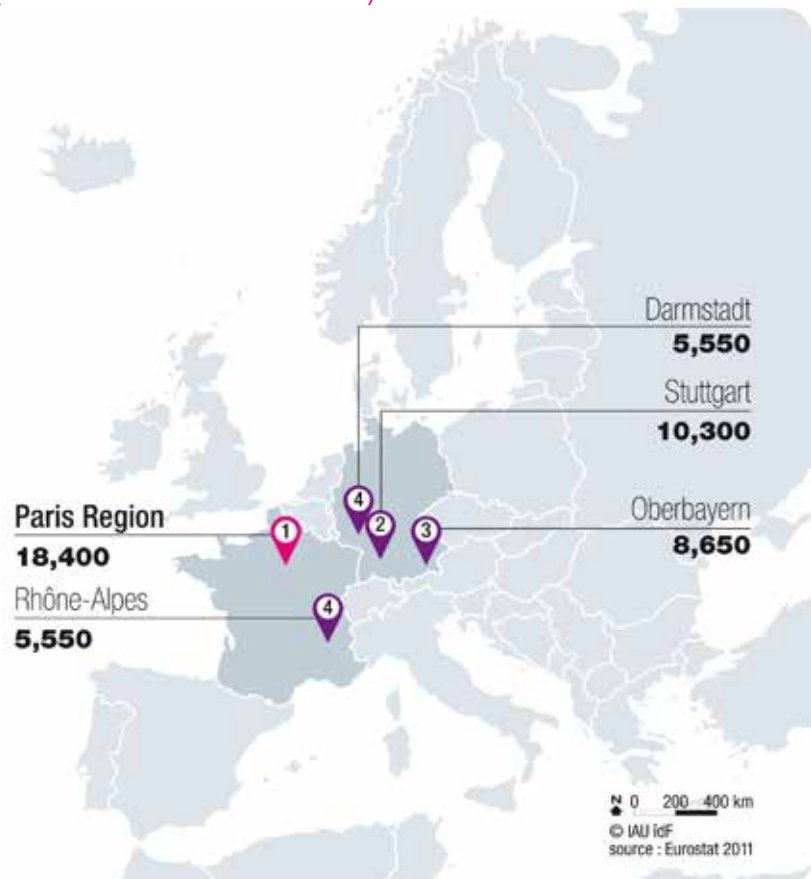 Darmstadt
5,550
Stuttgart
10,300
Paris Region
18,400
Oberbayern
8,650
Rhône-Alpes
5,550
4
2
3
1
4
N 0 200 400 km
© IAU îdF
source : Eurostat 2011